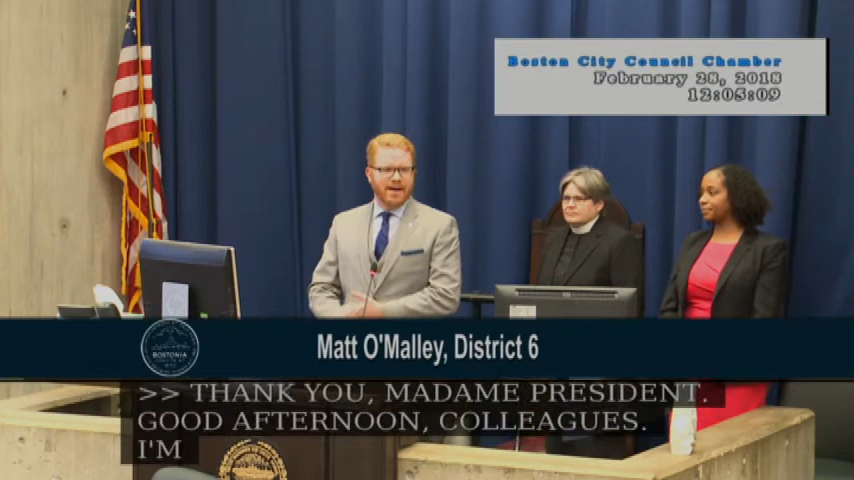 Boston City Council Chamber
February 28, 2018
12:05:09
BOSTONIA
Matt O'Malley, District 6
>> THANK YOU, MADAME PRESIDENT.
GOOD AFTERNOON, COLLEAGUES.
I'M